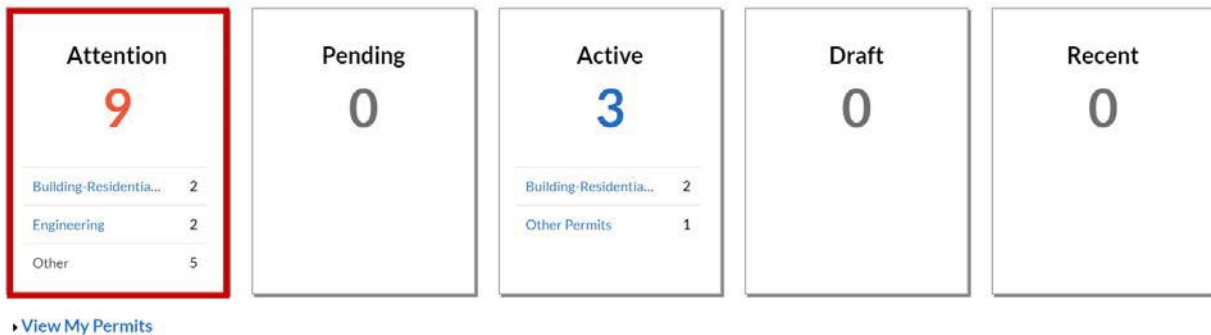 Attention
9
Building-Residentia... 2
Engineering 2
Other 5
Pending
0
Active
3
Building-Residentia... 2
Other Permits 1
Draft
0
Recent
0
View My Permits